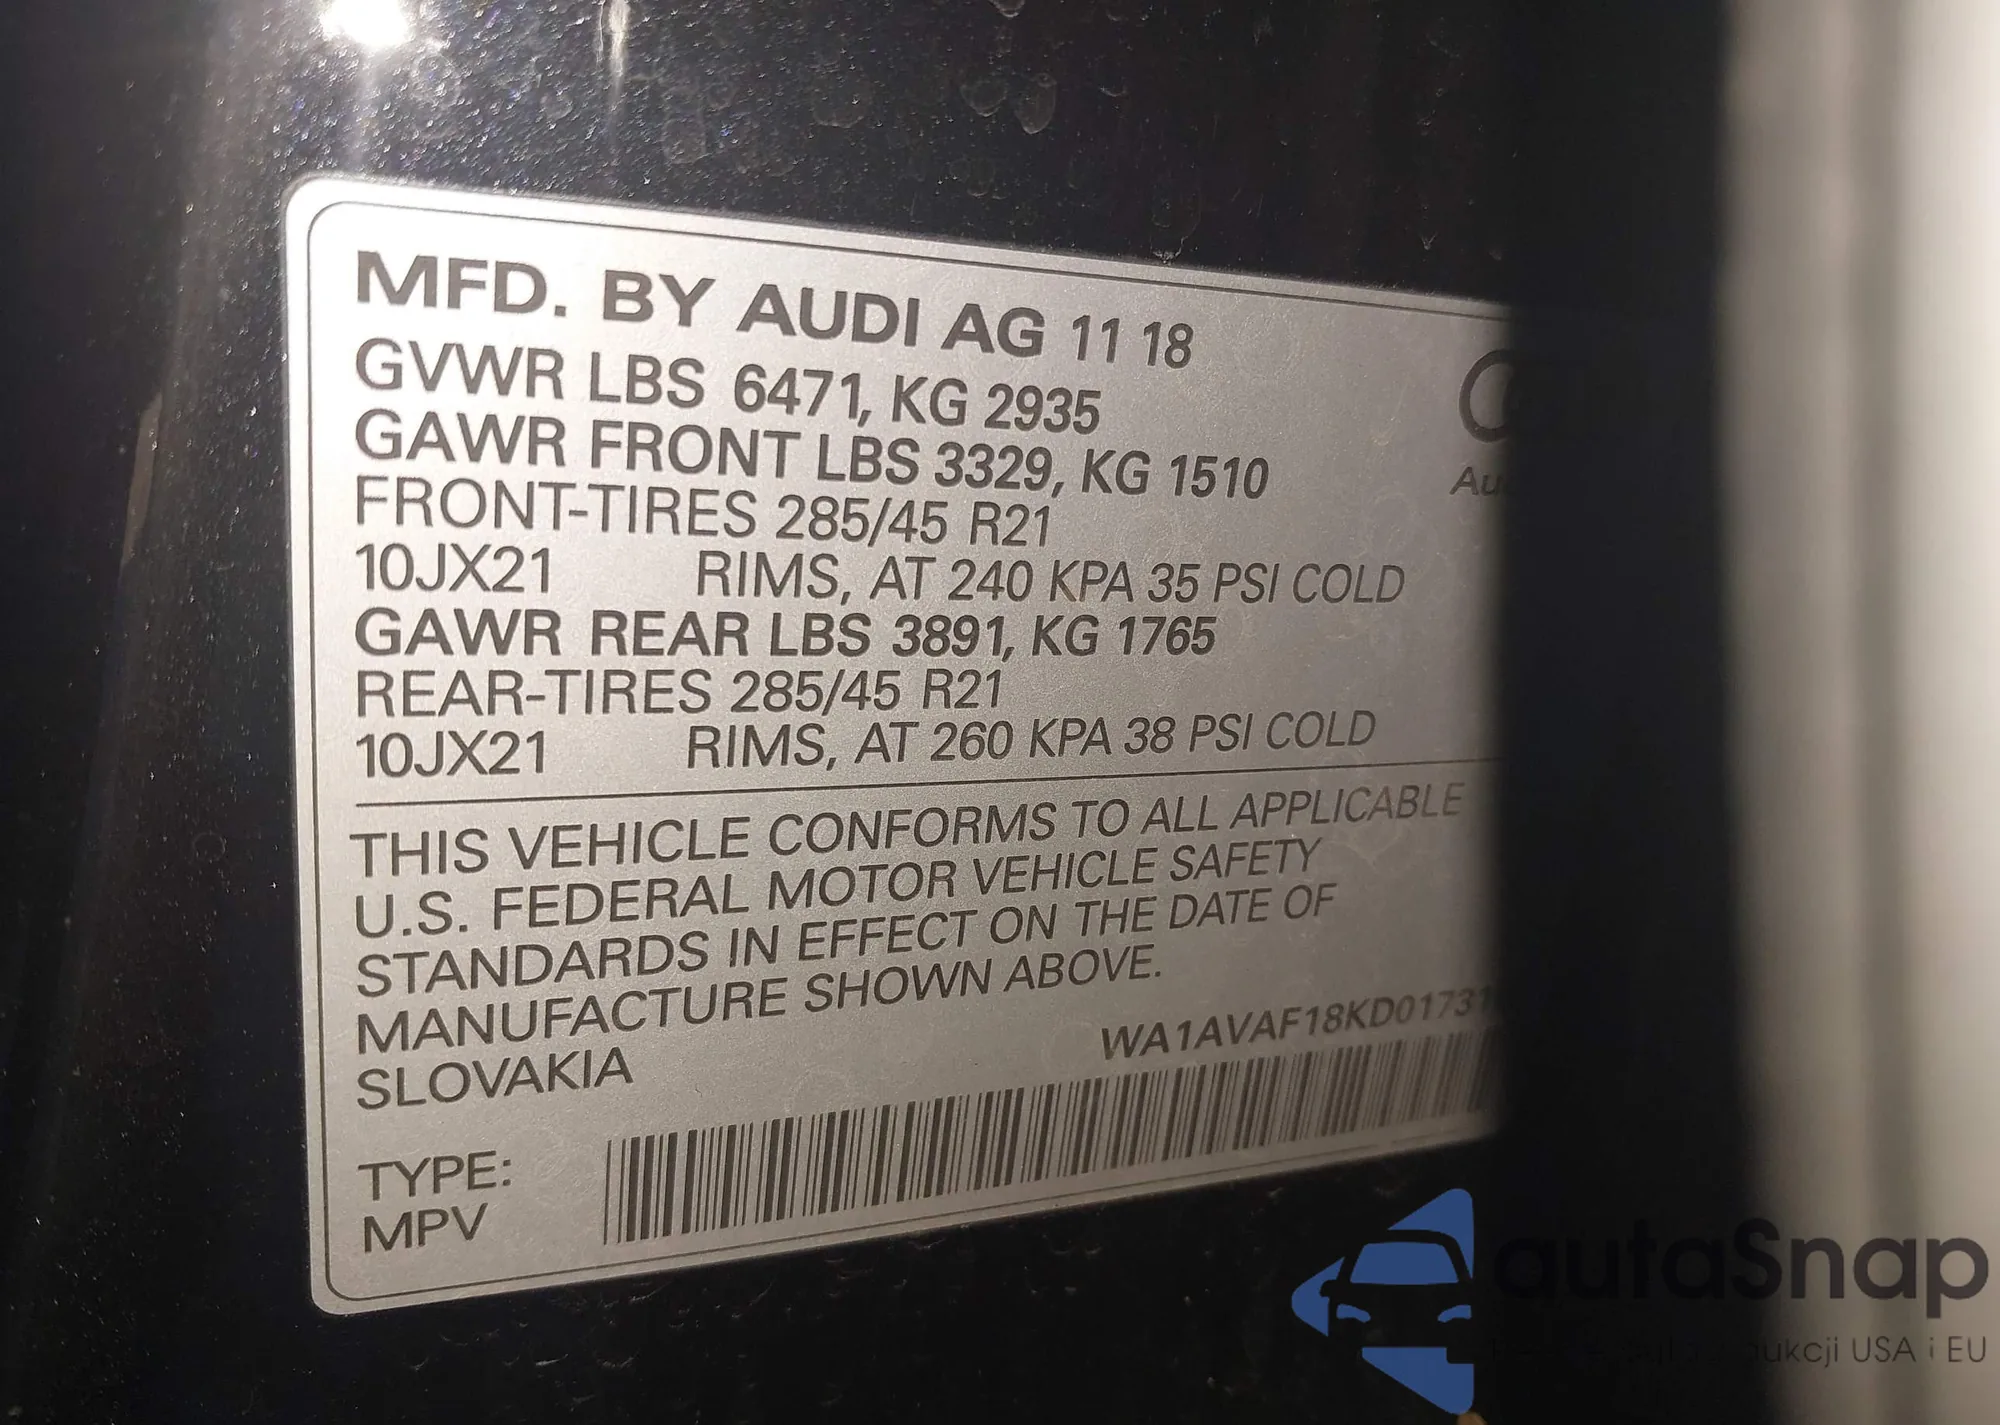 MFD. BY AUDI AG 11 18
GVWR LBS 6471, KG 2935
GAWR FRONT LBS 3329, KG 1510
FRONT-TIRES 285/45 R21
10JX21 RIMS, AT 240 KPA 35 PSI COLD
GAWR REAR LBS 3891, KG 1765
REAR-TIRES 285/45 R21
10JX21 RIMS, AT 260 KPA 38 PSI COLD
THIS VEHICLE CONFORMS TO ALL APPLICABLE
U.S. FEDERAL MOTOR VEHICLE SAFETY
STANDARDS IN EFFECT ON THE DATE OF
MANUFACTURE SHOWN ABOVE.
SLOVAKIA
TYPE:
MPV
autaSnap
USA i EU